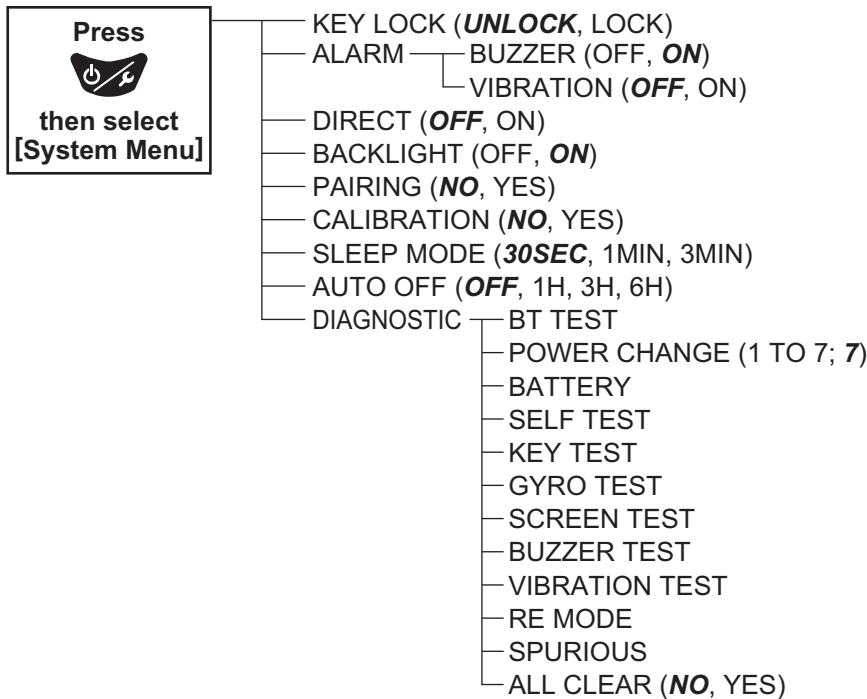 Press
then select
[System Menu]
KEY LOCK (UNLOCK, LOCK)
ALARM
BUZZER (OFF, ON)
VIBRATION (OFF, ON)
DIRECT (OFF, ON)
BACKLIGHT (OFF, ON)
PAIRING (NO, YES)
CALIBRATION (NO, YES)
SLEEP MODE (30SEC, 1MIN, 3MIN)
AUTO OFF (OFF, 1H, 3H, 6H)
DIAGNOSTIC
BT TEST
POWER CHANGE (1 TO 7; 7)
BATTERY
SELF TEST
KEY TEST
GYRO TEST
SCREEN TEST
BUZZER TEST
VIBRATION TEST
RE MODE
SPURIOUS
ALL CLEAR (NO, YES)